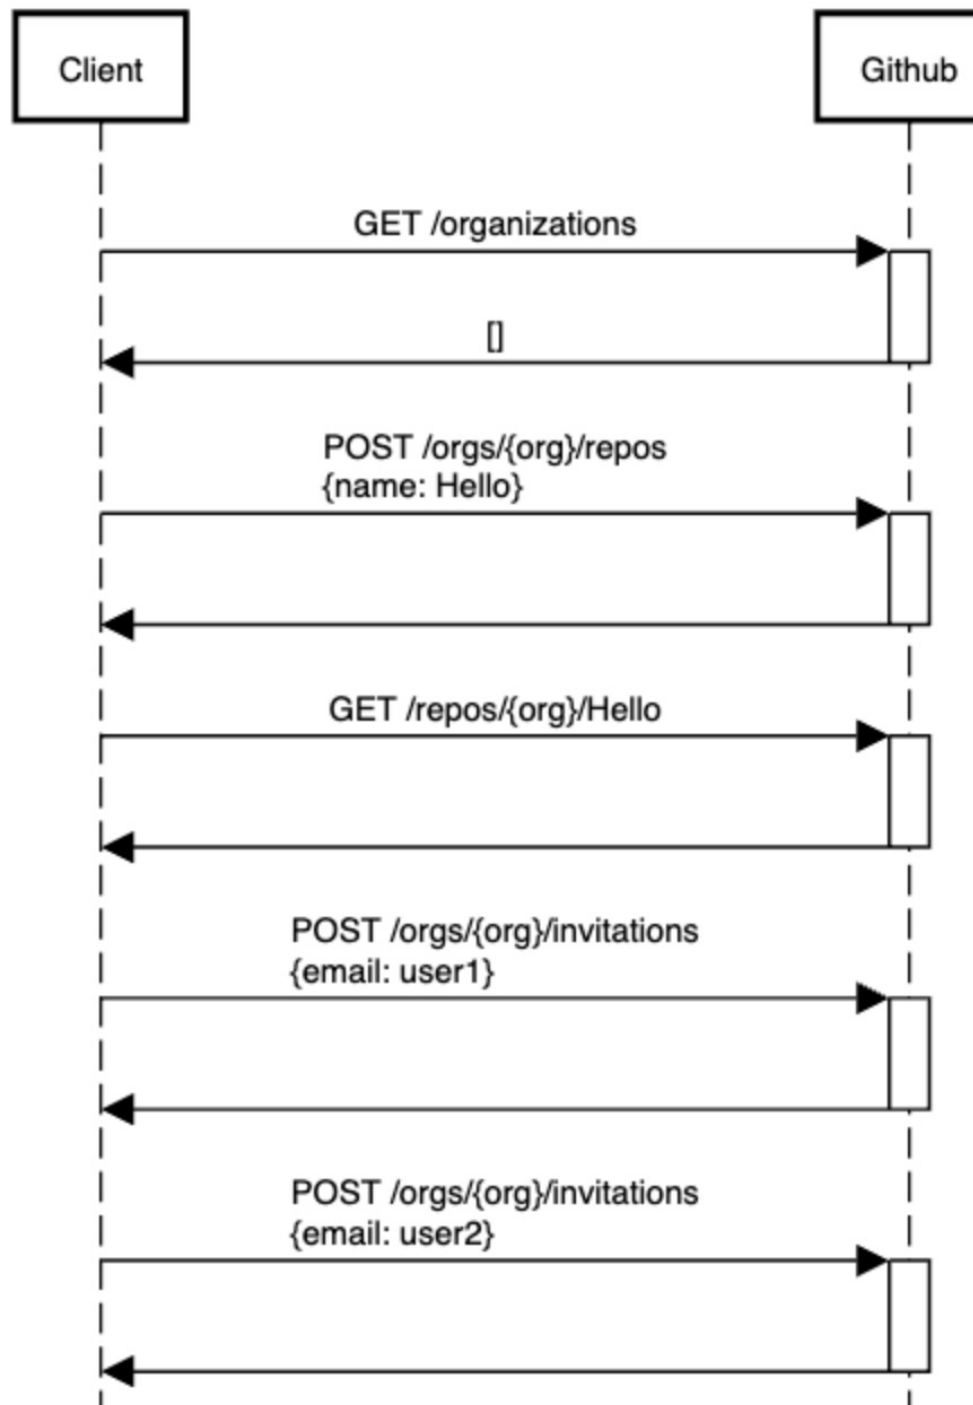 Client
Github
GET /organizations
[]
POST /orgs/{org}/repos
{name: Hello}
GET /repos/{org}/Hello
POST /orgs/{org}/invitations
{email: user1}
POST /orgs/{org}/invitations
{email: user2}